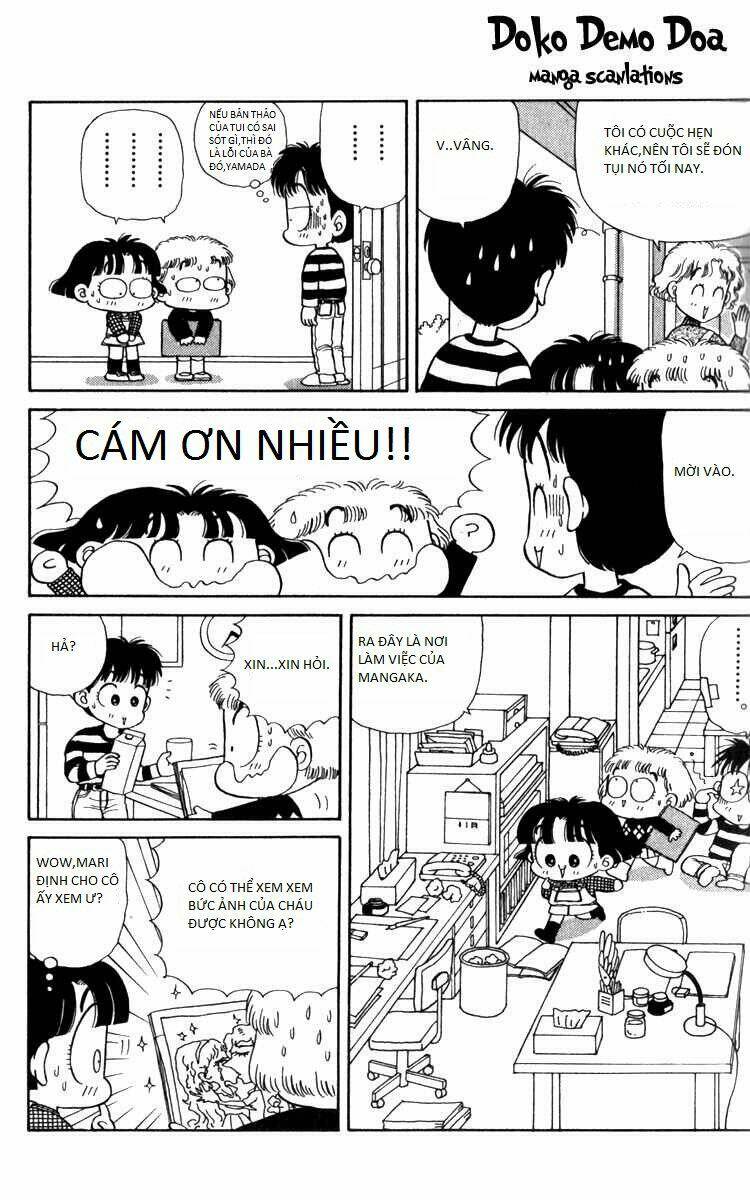 Doko Demo Doa
manga scanlations
TÔI CÓ CUỘC HẸN
KHÁC,NÊN TÔI SẼ ĐÓN
TỤI NÓ TỐI NAY.
V..VÂNG.
NẾU BẢN THẢO
CỦA TUI CÓ SAI
SÓT GÌ,THÌ ĐÓ
LÀ LỖI CỦA BÀ
ĐÓ,YAMADA
MỜI VÀO.
CÁM ƠN NHIỀU!!
RA ĐÂY LÀ NƠI
LÀM VIỆC CỦA
MANGAKA.
XIN...XIN HỎI.
HẢ?
CÔ CÓ THỂ XEM XEM
BỨC ẢNH CỦA CHÁU
ĐƯỢC KHÔNG Ạ?
WOW,MARI
ĐỊNH CHO CÔ
ẤY XEM Ư?